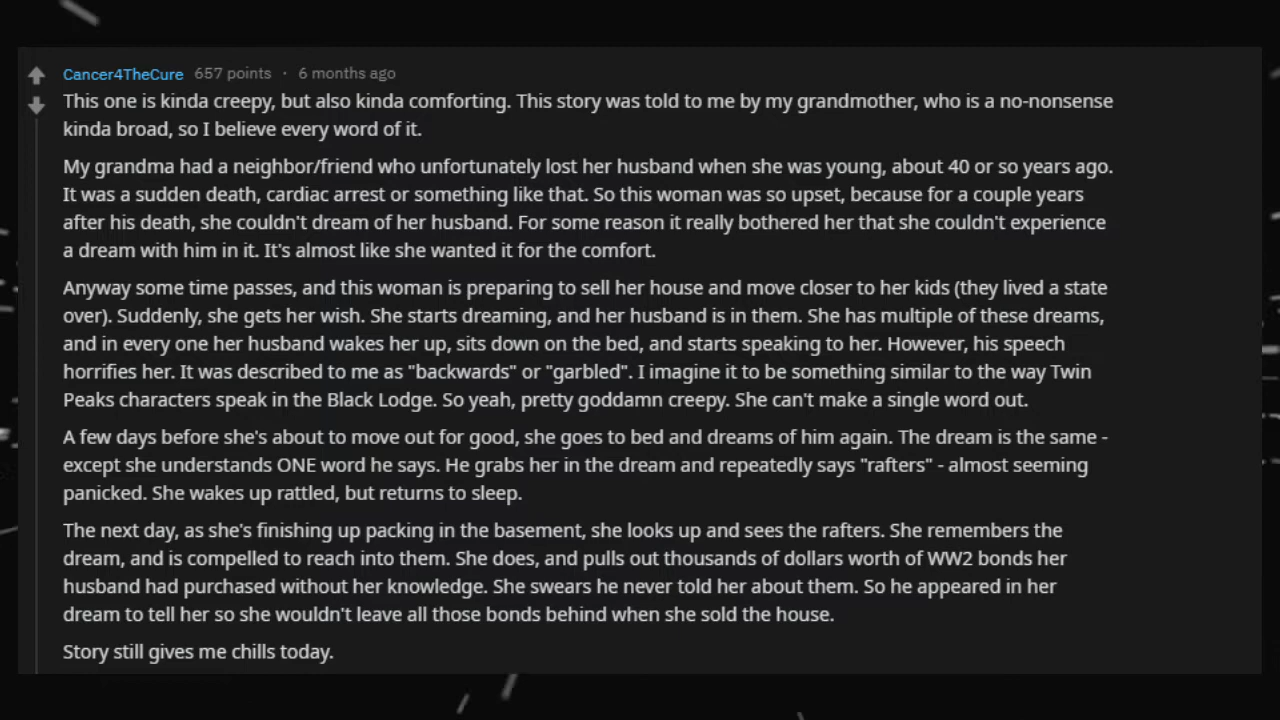 Cancer4TheCure 657 points · 6 months ago
This one is kinda creepy, but also kinda comforting. This story was told to me by my grandmother, who is a no-nonsense
kinda broad, so I believe every word of it.
My grandma had a neighbor/friend who unfortunately lost her husband when she was young, about 40 or so years ago.
It was a sudden death, cardiac arrest or something like that. So this woman was so upset, because for a couple years
after his death, she couldn't dream of her husband. For some reason it really bothered her that she couldn't experience
a dream with him in it. It's almost like she wanted it for the comfort.
Anyway some time passes, and this woman is preparing to sell her house and move closer to her kids (they lived a state
over). Suddenly, she gets her wish. She starts dreaming, and her husband is in them. She has multiple of these dreams,
and in every one her husband wakes her up, sits down on the bed, and starts speaking to her. However, his speech
horrifies her. It was described to me as "backwards" or "garbled". I imagine it to be something similar to the way Twin
Peaks characters speak in the Black Lodge. So yeah, pretty goddamn creepy. She can't make a single word out.
A few days before she's about to move out for good, she goes to bed and dreams of him again. The dream is the same -
except she understands ONE word he says. He grabs her in the dream and repeatedly says "rafters" - almost seeming
panicked. She wakes up rattled, but returns to sleep.
The next day, as she's finishing up packing in the basement, she looks up and sees the rafters. She remembers the
dream, and is compelled to reach into them. She does, and pulls out thousands of dollars worth of WW2 bonds her
husband had purchased without her knowledge. She swears he never told her about them. So he appeared in her
dream to tell her so she wouldn't leave all those bonds behind when she sold the house.
Story still gives me chills today.